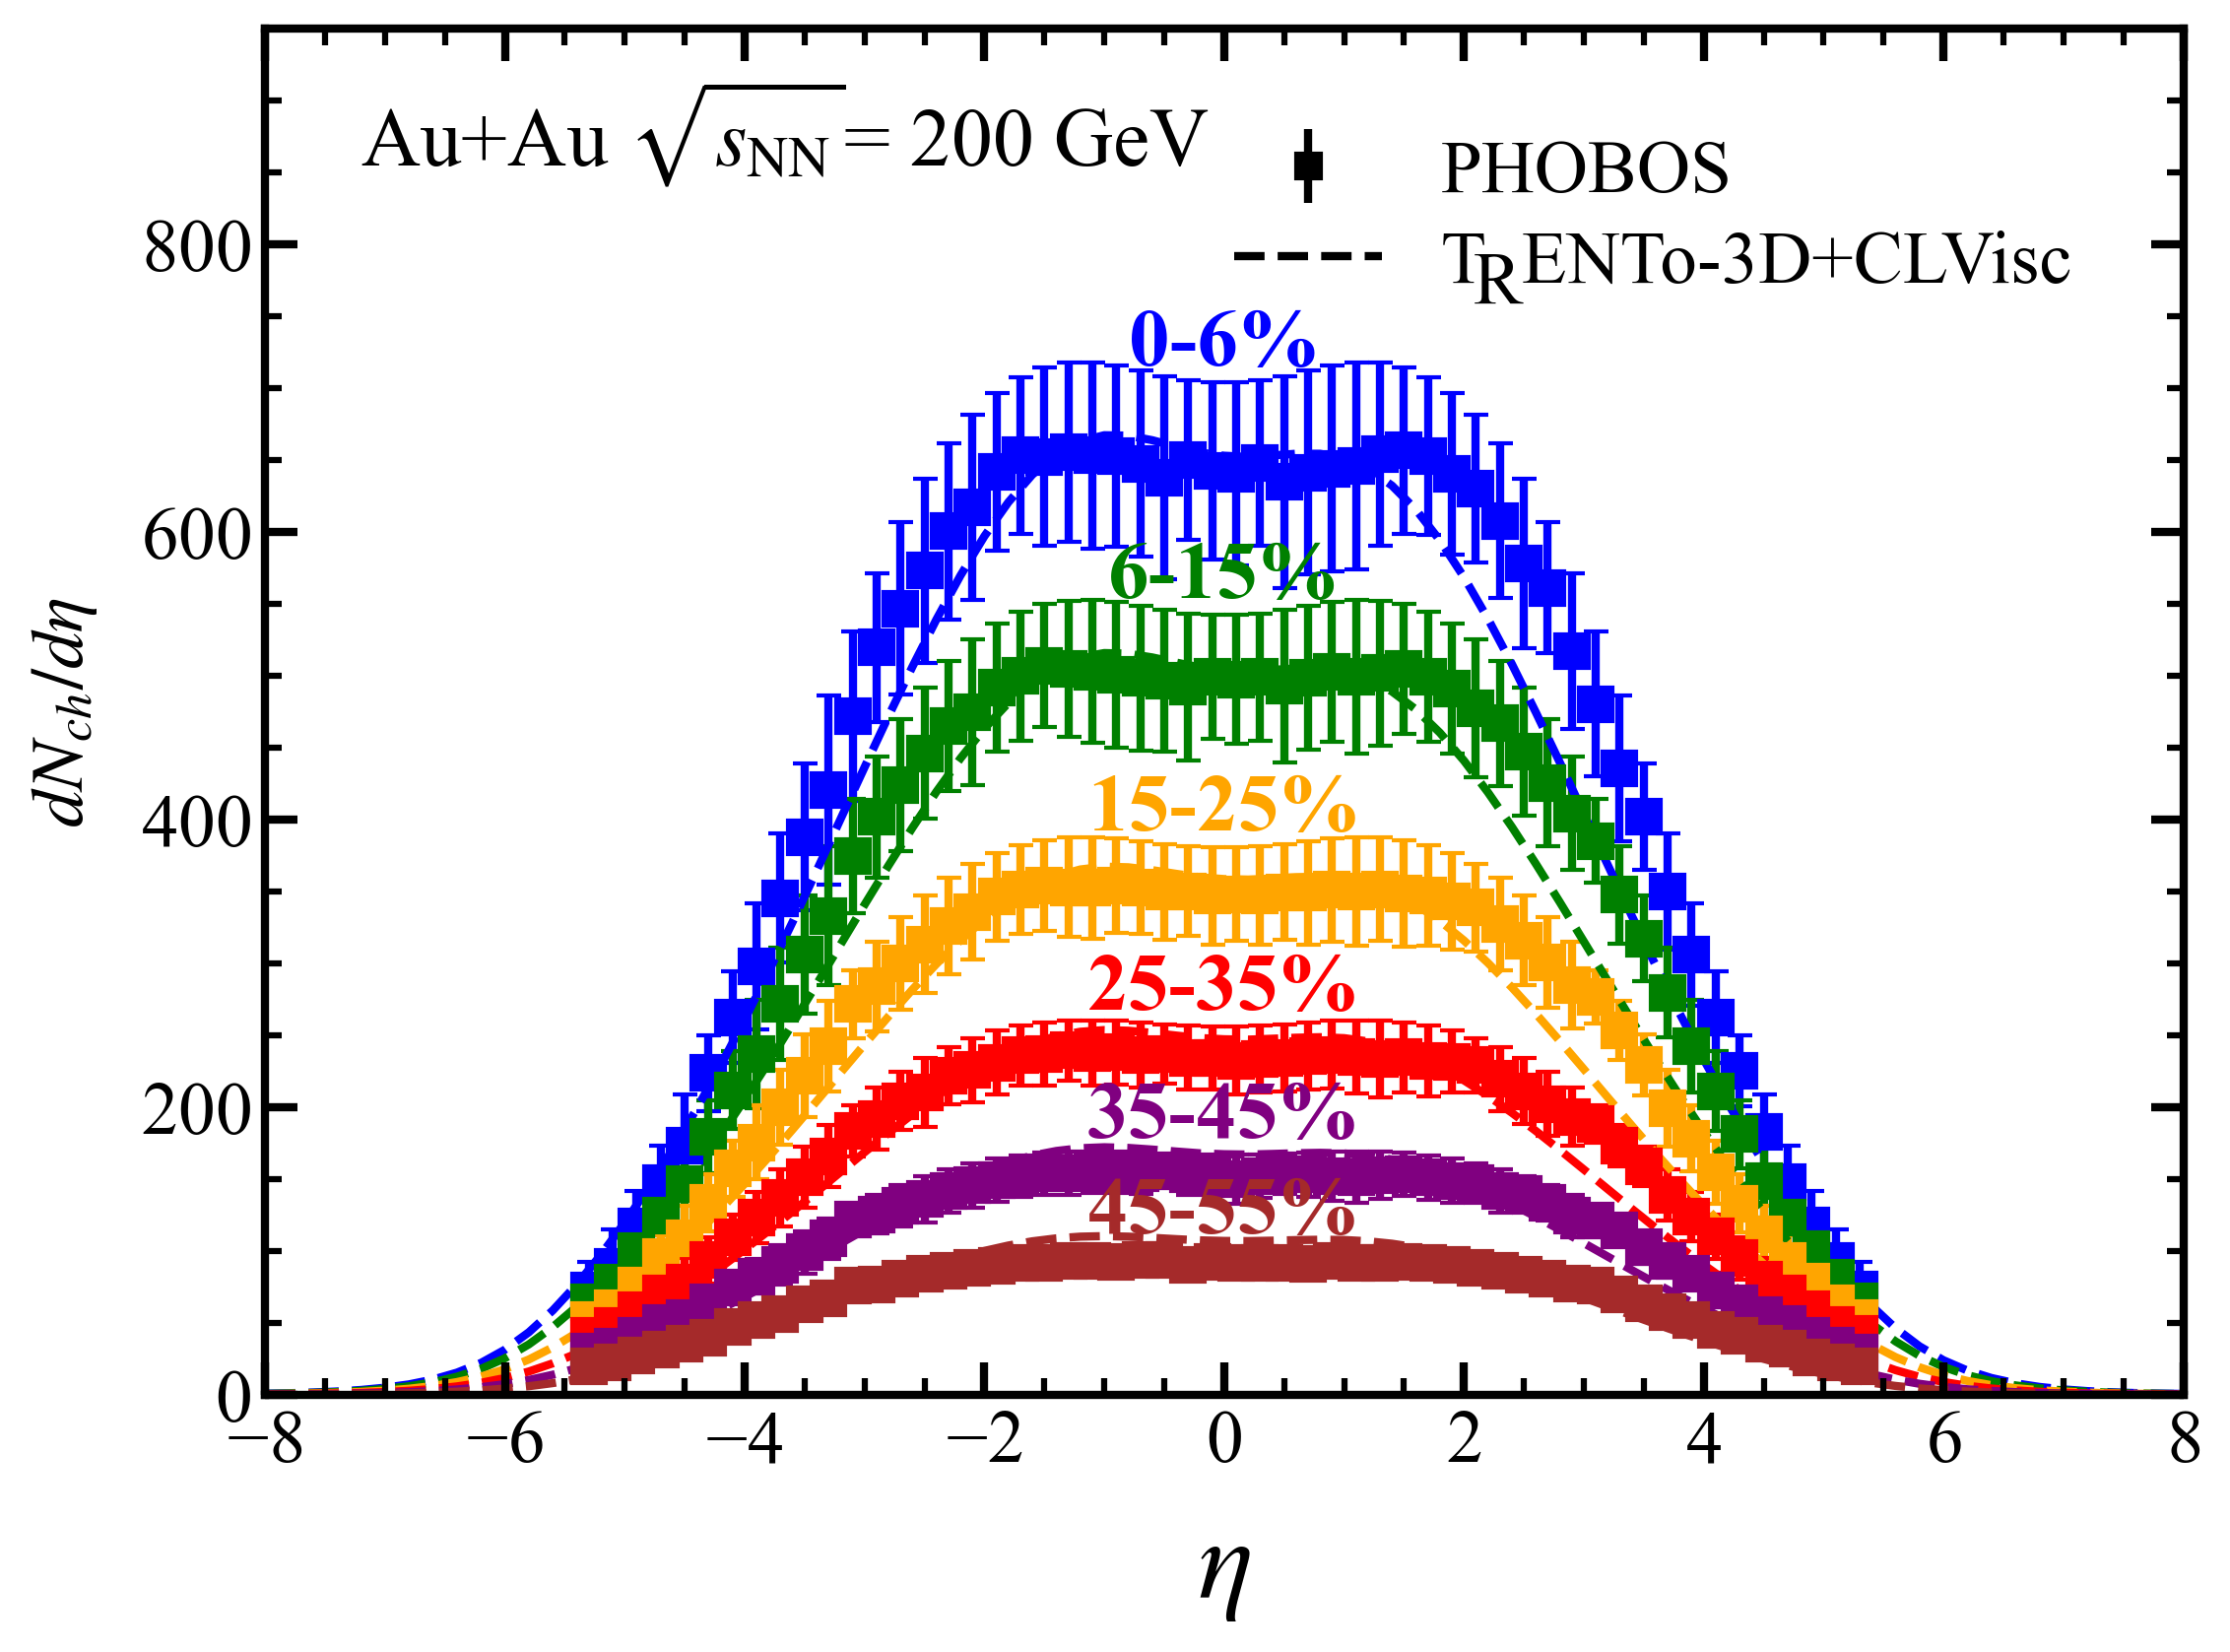 Au+Au √sNN = 200 GeV
PHOBOS
TRENTo-3D+CLVisc
0-6%
6-15%
15-25%
25-35%
35-45%
45-55%
dNch/dη
800
600
400
200
0
−8 −6 −4 −2 0 2 4 6 8
η